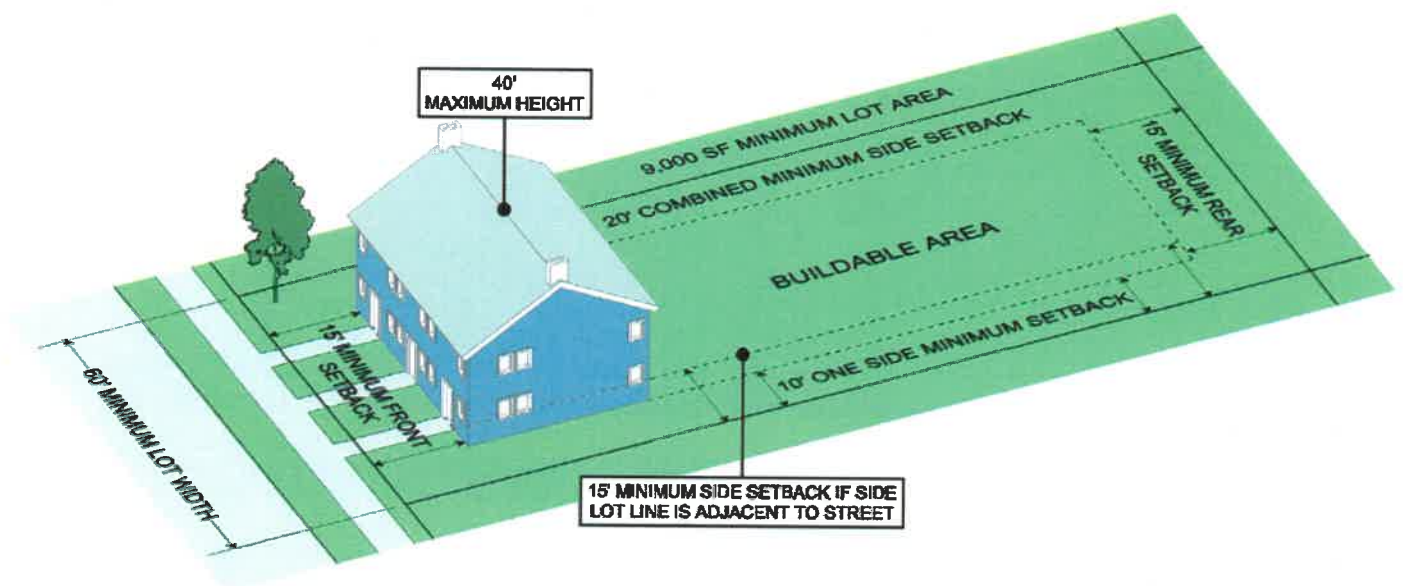 40'
MAXIMUM HEIGHT
9,000 SF MINIMUM LOT AREA
20' COMBINED MINIMUM SIDE SETBACK
15' MINIMUM REAR
SETBACK
BUILDABLE AREA
10' ONE SIDE MINIMUM SETBACK
15' MINIMUM FRONT
SETBACK
60' MINIMUM LOT WIDTH
15' MINIMUM SIDE SETBACK IF SIDE
LOT LINE IS ADJACENT TO STREET